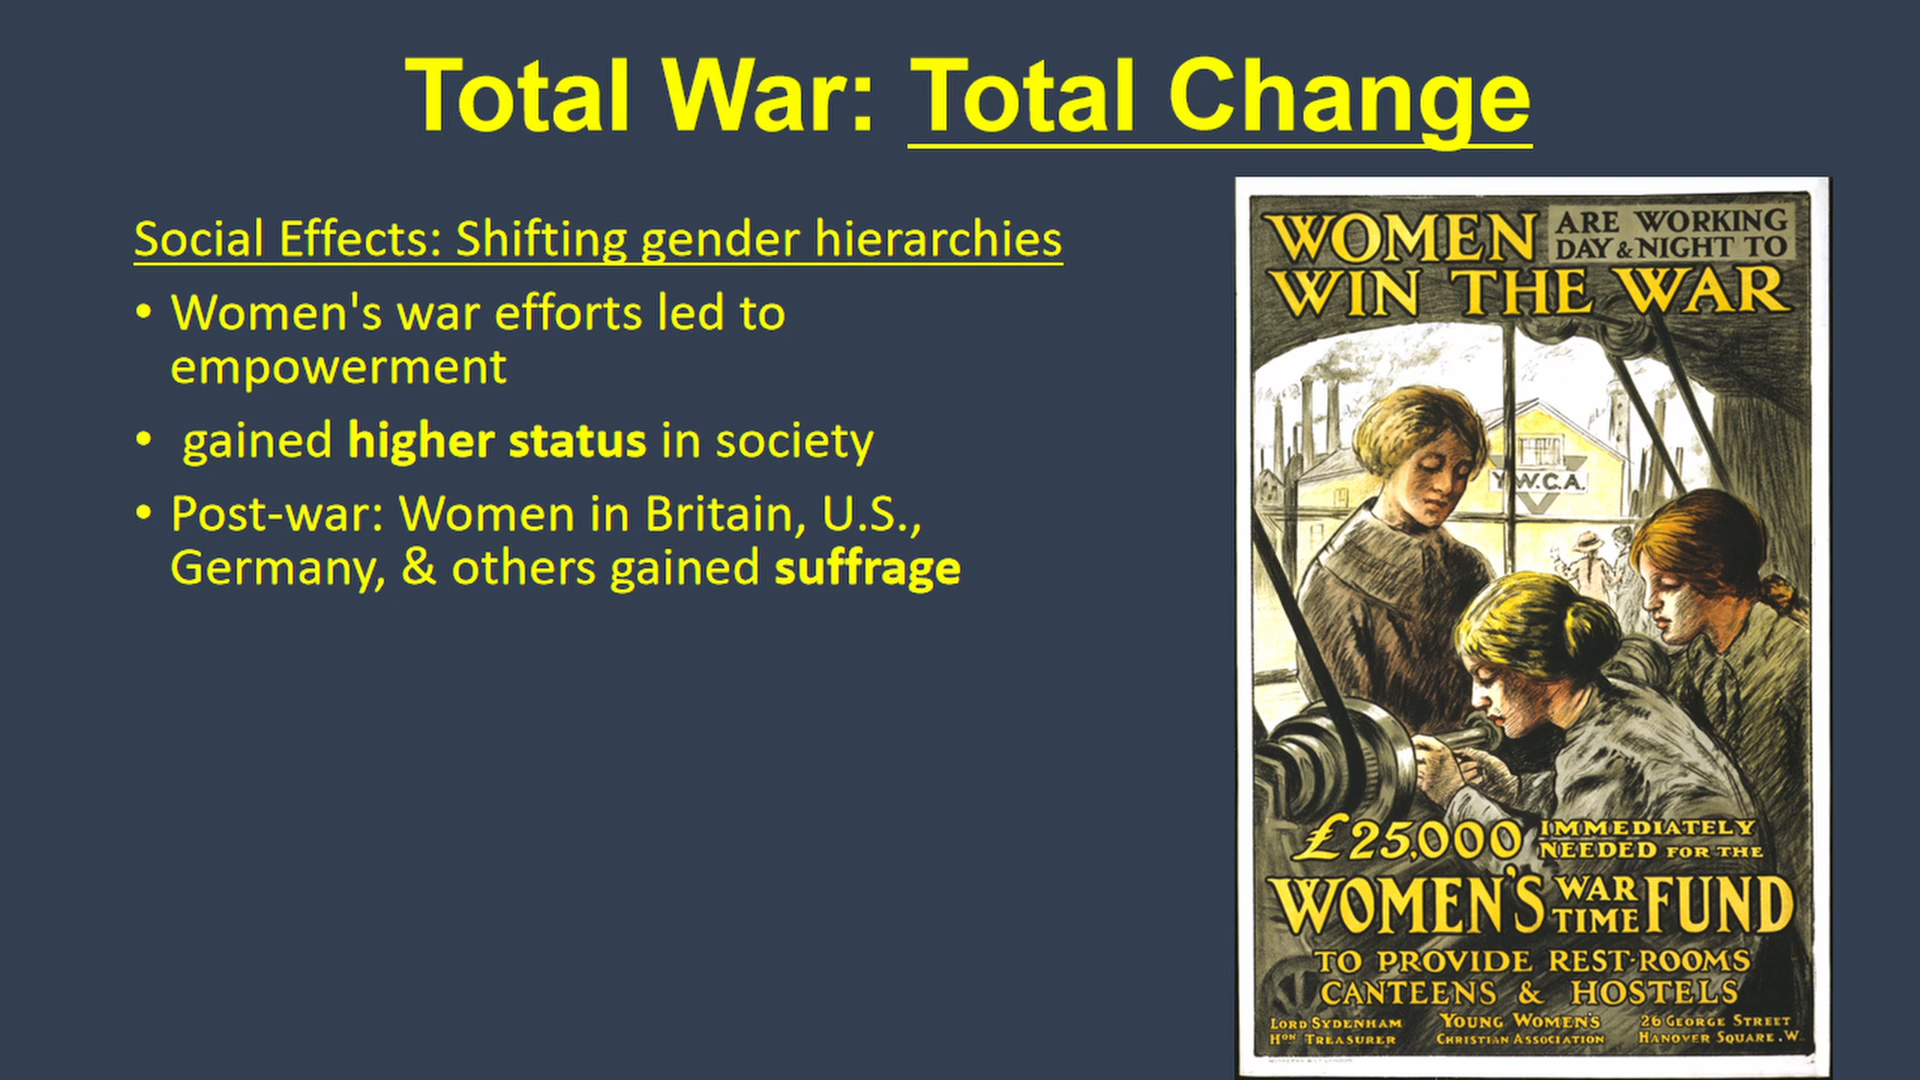 Total War: Total Change
Social Effects: Shifting gender hierarchies
• Women's war efforts led to
empowerment
• gained higher status in society
• Post-war: Women in Britain, U.S.,
Germany, & others gained suffrage
WOMEN ARE WORKING
DAY & NIGHT TO
WIN THE WAR
Y.W.C.A.
£25,000 IMMEDIATELY
NEEDED FOR THE
WOMEN'S WAR TIME FUND
TO PROVIDE REST-ROOMS
CANTEENS & HOSTELS
LORD SYDENHAM
HON TREASURER
YOUNG WOMEN'S
CHRISTIAN ASSOCIATION
26 GEORGE STREET
HANOVER SQUARE.W.